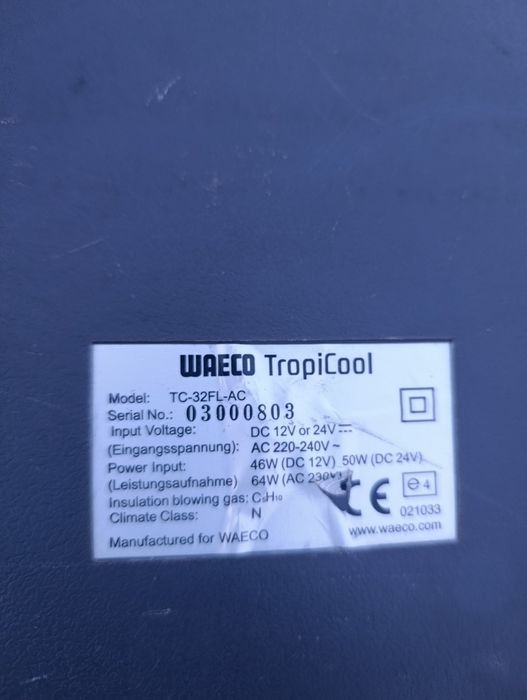 WAECO TropiCool
Model: TC-32FL-AC
Serial No.: 03000803
Input Voltage: DC 12V or 24V⎓
(Eingangsspannung): AC 220-240V ~
Power Input: 46W (DC 12V) 50W (DC 24V)
(Leistungsaufnahme) 64W (AC 230V)
Insulation blowing gas: C₅H₁₀
Climate Class: N
Manufactured for WAECO
CE
e4
021033
www.waeco.com